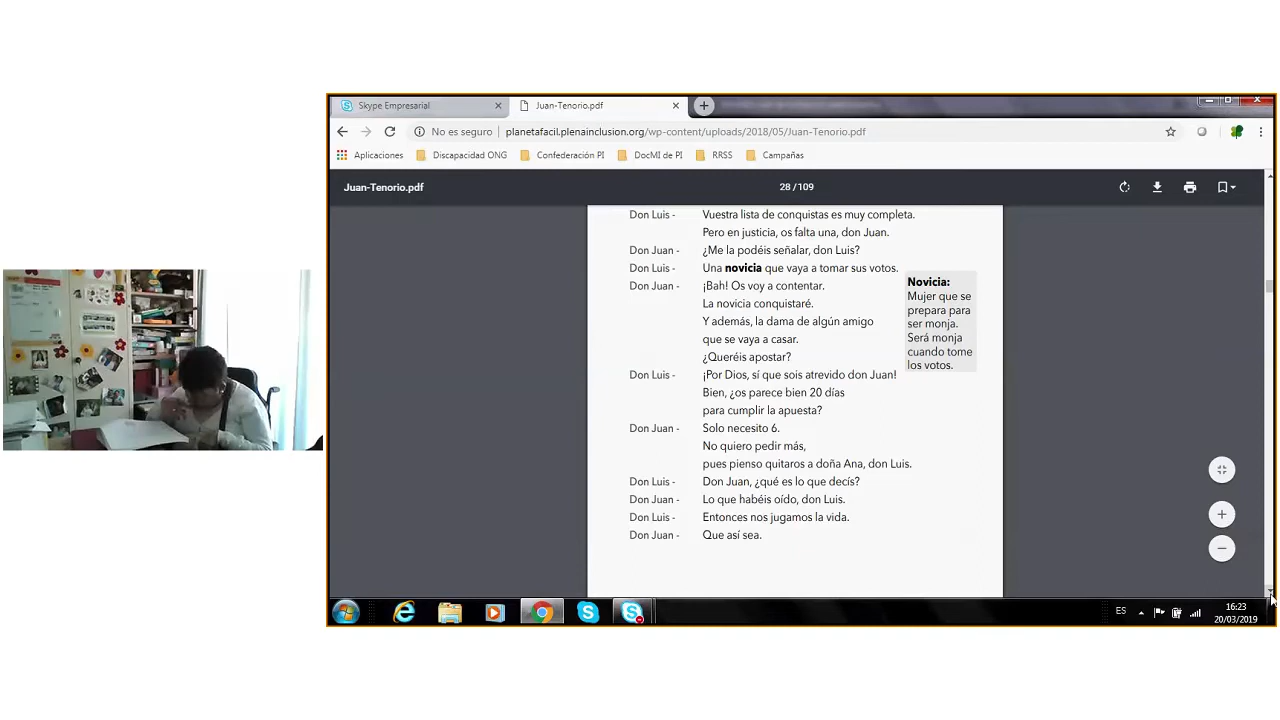 Skype Empresarial
Juan-Tenorio.pdf
No es seguro planetafacil.plenainclusion.org/wp-content/uploads/2018/05/Juan-Tenorio.pdf
Aplicaciones Discapacidad ONG Confederación PI DocMI de PI RRSS Campañas
Juan-Tenorio.pdf 28 / 109
Don Luis - Vuestra lista de conquistas es muy completa.
Pero en justicia, os falta una, don Juan.
Don Juan - ¿Me la podéis señalar, don Luis?
Don Luis - Una novicia que vaya a tomar sus votos.
Don Juan - ¡Bah! Os voy a contentar.
La novicia conquistaré.
Y además, la dama de algún amigo
que se vaya a casar.
¿Queréis apostar?
Don Luis - ¡Por Dios, sí que sois atrevido don Juan!
Bien, ¿os parece bien 20 días
para cumplir la apuesta?
Don Juan - Solo necesito 6.
No quiero pedir más,
pues pienso quitaros a doña Ana, don Luis.
Don Luis - Don Juan, ¿qué es lo que decís?
Don Juan - Lo que habéis oído, don Luis.
Don Luis - Entonces nos jugamos la vida.
Don Juan - Que así sea.
Novicia:
Mujer que se
prepara para
ser monja.
Será monja
cuando tome
los votos.
ES
16:23
20/03/2019